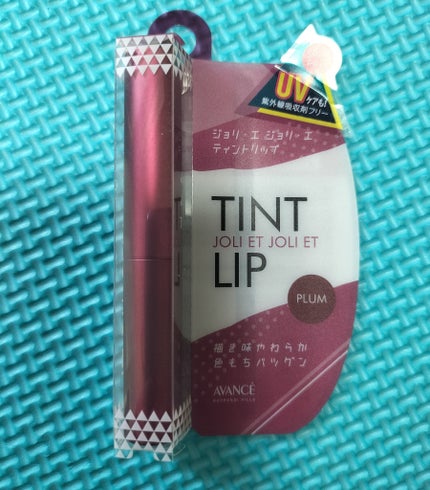 UVケアも!
紫外線吸収剤フリー
ジョリ・エ ジョリ・エ
ティントリップ
TINT
JOLI ET JOLI ET
LIP
PLUM
描き味やわらか
色もちバツグン
AVANCÉ